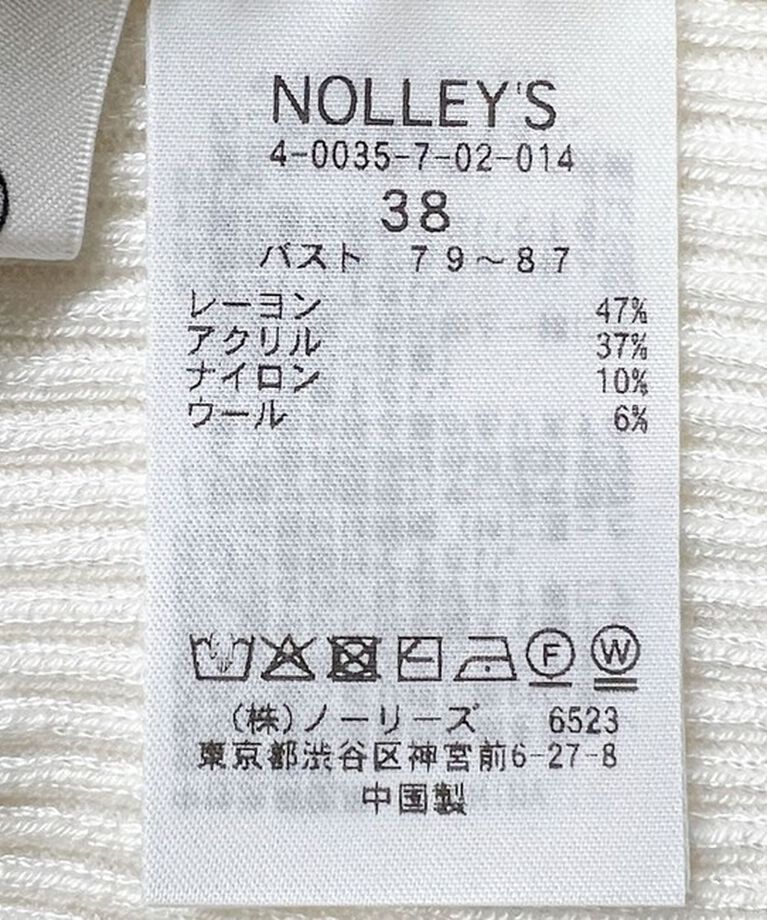 NOLLEY'S
4-0035-7-02-014
38
バスト 79～87
レーヨン 47%
アクリル 37%
ナイロン 10%
ウール 6%
F W
(株)ノーリーズ 6523
東京都渋谷区神宮前6-27-8
中国製